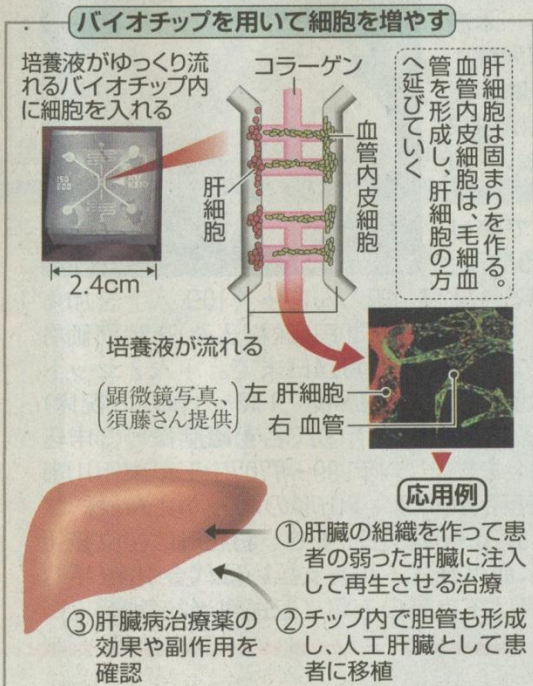 バイオチップを用いて細胞を増やす
培養液がゆっくり流
れるバイオチップ内
に細胞を入れる
2.4cm
コラーゲン
肝細胞
血管内皮細胞
培養液が流れる
肝細胞は固まりを作る。
血管内皮細胞は、毛細血
管を形成し、肝細胞の方
へ延びていく
(顕微鏡写真、
須藤さん提供)
左 肝細胞
右 血管
応用例
①肝臓の組織を作って患
者の弱った肝臓に注入
して再生させる治療
②チップ内で胆管も形成
し、人工肝臓として患
者に移植
③肝臓病治療薬の
効果や副作用を
確認